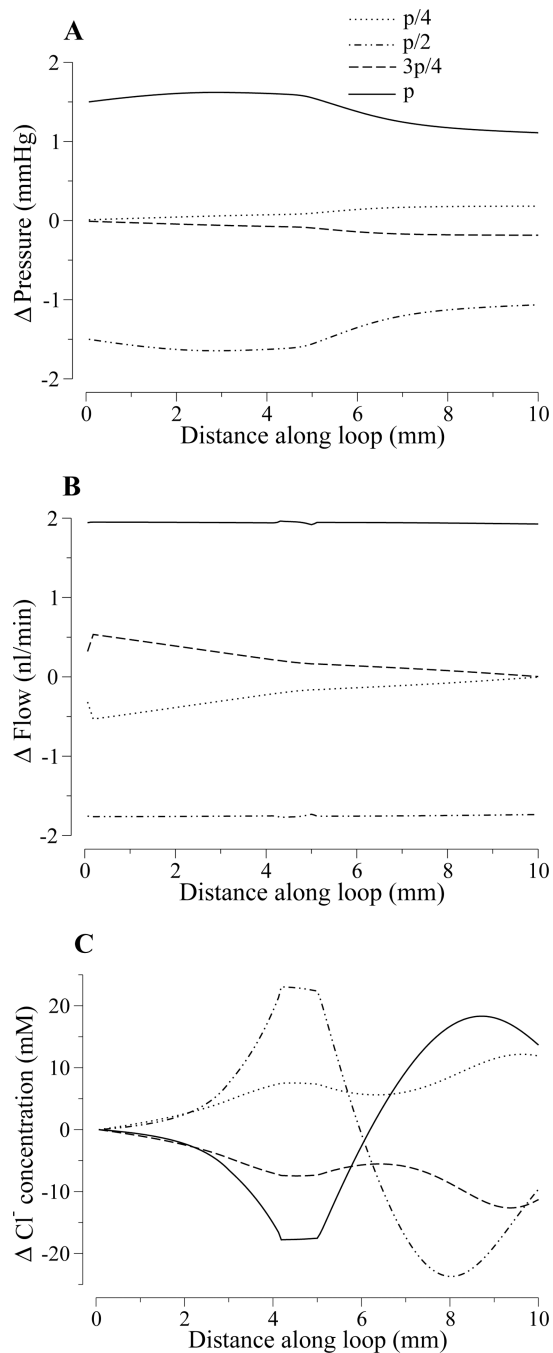 A
p/4
p/2
3p/4
p
Δ Pressure (mmHg)
2
1
0
-1
-2
0 2 4 6 8 10
Distance along loop (mm)
B
Δ Flow (nl/min)
2
1
0
-1
-2
0 2 4 6 8 10
Distance along loop (mm)
C
Δ Cl⁻ concentration (mM)
20
10
0
-10
-20
0 2 4 6 8 10
Distance along loop (mm)